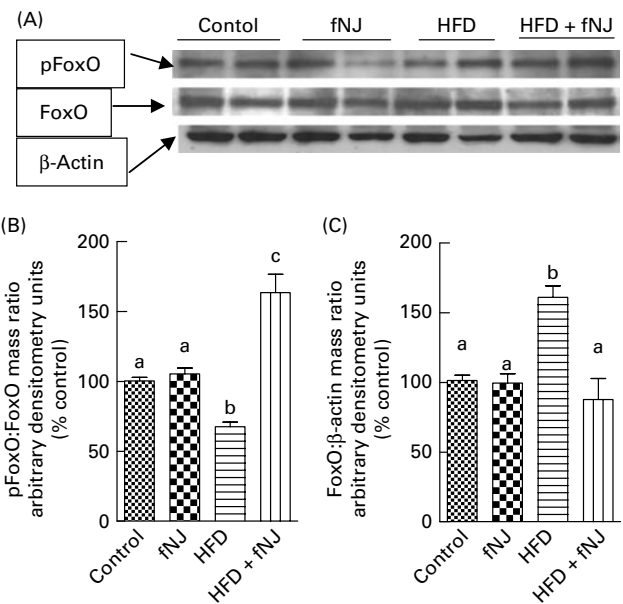 (A)
Contol fNJ HFD HFD + fNJ
pFoxO
FoxO
β-Actin
(B)
pFoxO:FoxO mass ratio
arbitrary densitometry units
(% control)
200
150
100
50
0
a
a
b
c
Control
fNJ
HFD
HFD + fNJ
(C)
FoxO:β-actin mass ratio
arbitrary densitometry units
(% control)
200
150
100
50
0
a
a
b
a
Control
fNJ
HFD
HFD + fNJ